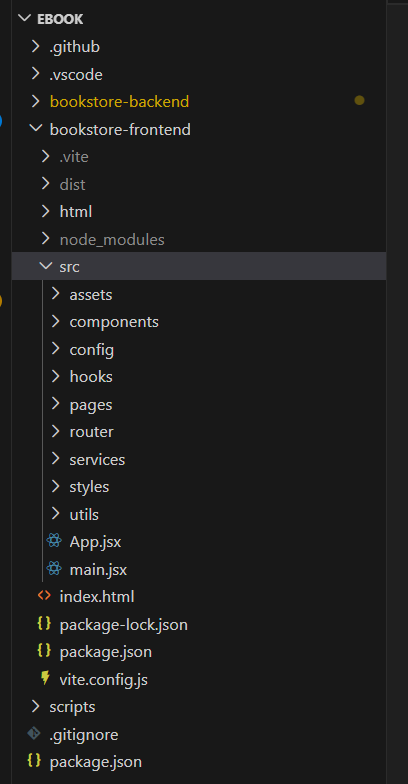 EBOOK
.github
.vscode
bookstore-backend
bookstore-frontend
.vite
dist
html
node_modules
src
assets
components
config
hooks
pages
router
services
styles
utils
App.jsx
main.jsx
index.html
package-lock.json
package.json
vite.config.js
scripts
.gitignore
package.json